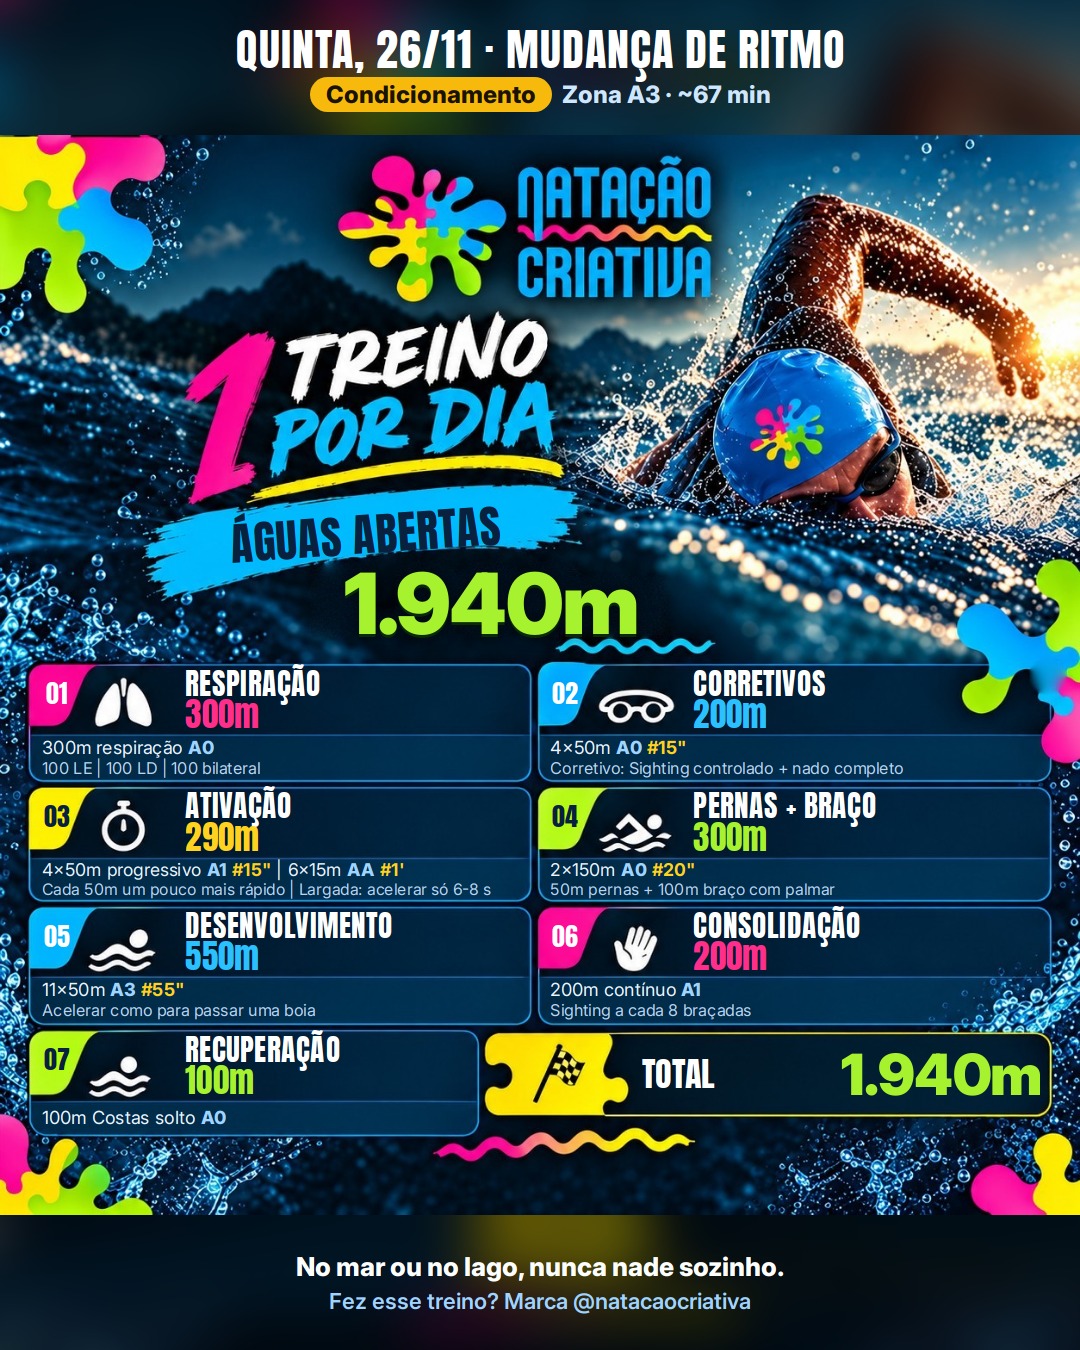 QUINTA, 26/11 · MUDANÇA DE RITMO
Condicionamento Zona A3 · ~67 min
NATAÇÃO
CRIATIVA
1 TREINO
POR DIA
ÁGUAS ABERTAS
1.940m
01 RESPIRAÇÃO
300m
300m respiração A0
100 LE | 100 LD | 100 bilateral
02 CORRETIVOS
200m
4×50m A0 #15"
Corretivo: Sighting controlado + nado completo
03 ATIVAÇÃO
290m
4×50m progressivo A1 #15" | 6×15m AA #1'
Cada 50m um pouco mais rápido | Largada: acelerar só 6-8 s
04 PERNAS + BRAÇO
300m
2×150m A0 #20"
50m pernas + 100m braço com palmar
05 DESENVOLVIMENTO
550m
11×50m A3 #55"
Acelerar como para passar uma boia
06 CONSOLIDAÇÃO
200m
200m contínuo A1
Sighting a cada 8 braçadas
07 RECUPERAÇÃO
100m
100m Costas solto A0
TOTAL 1.940m
No mar ou no lago, nunca nade sozinho.
Fez esse treino? Marca @natacaocriativa